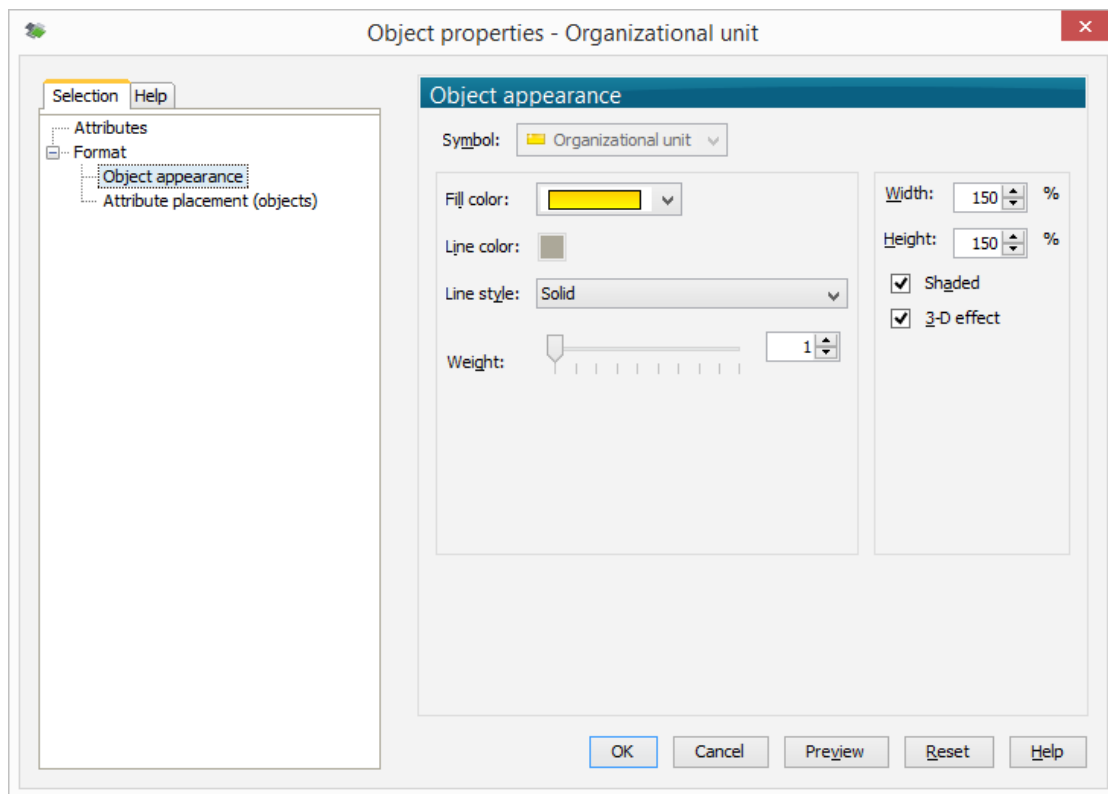 Object properties - Organizational unit
Selection Help
Attributes
Format
Object appearance
Attribute placement (objects)
Object appearance
Symbol: Organizational unit
Fill color:
Line color:
Line style: Solid
Weight: 1
Width: 150 %
Height: 150 %
Shaded
3-D effect
OK Cancel Preview Reset Help